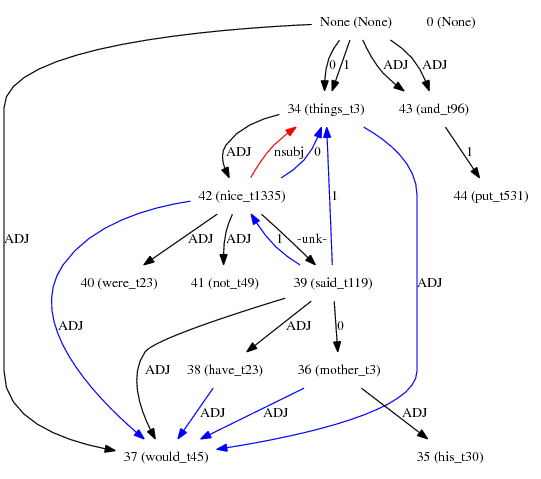 None (None) 0 (None)
0 1 ADJ ADJ
34 (things_t3) 43 (and_t96)
ADJ nsubj 0 1
42 (nice_t1335) 44 (put_t531)
ADJ ADJ ADJ -unk- 1 1
40 (were_t23) 41 (not_t49) 39 (said_t119) ADJ
ADJ ADJ ADJ 0
38 (have_t23) 36 (mother_t3)
ADJ ADJ ADJ
37 (would_t45) 35 (his_t30)